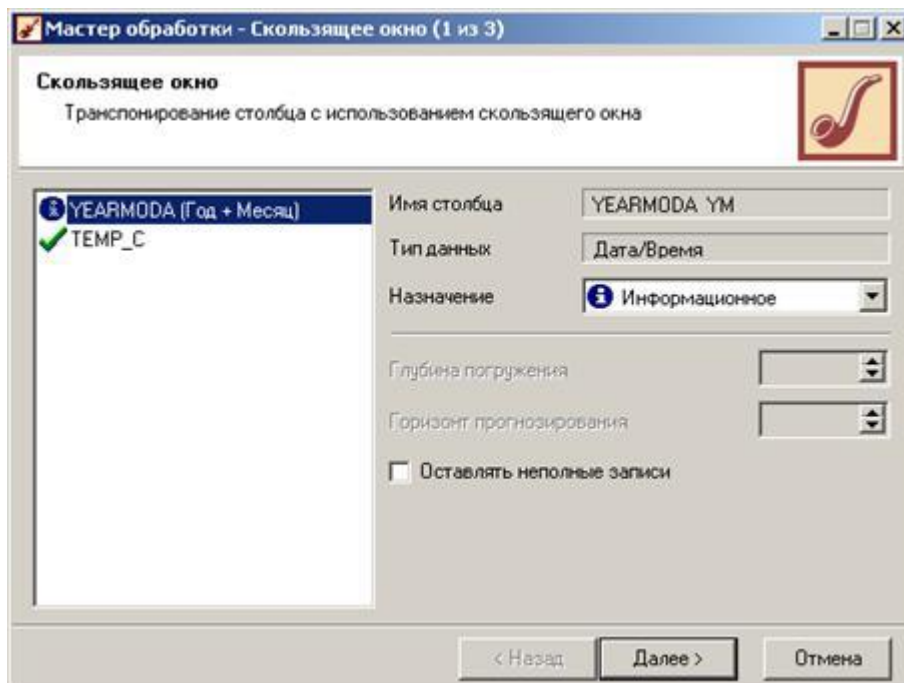 Мастер обработки - Скользящее окно (1 из 3)
Скользящее окно
Транспонирование столбца с использованием скользящего окна
YEARMODA (Год + Месяц)
TEMP_C
Имя столбца
YEARMODA YM
Тип данных
Дата/Время
Назначение
Информационное
Глубина погружения
Горизонт прогнозирования
Оставлять неполные записи
< Назад
Далее >
Отмена